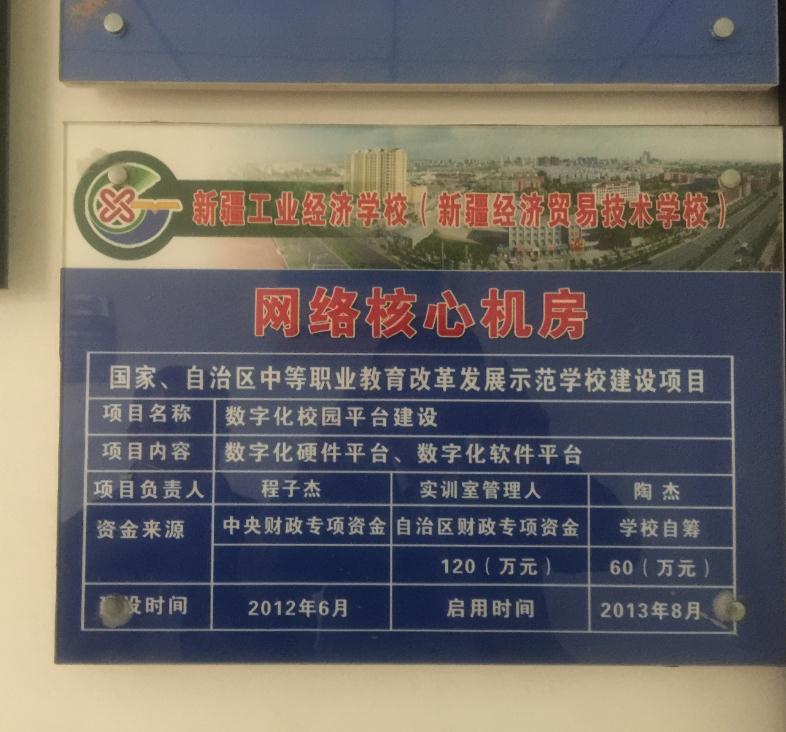 新疆工业经济学校（新疆经济贸易技术学校）
网络核心机房
国家、自治区中等职业教育改革发展示范学校建设项目
项目名称 数字化校园平台建设
项目内容 数字化硬件平台、数字化软件平台
项目负责人 程子杰 实训室管理人 陶 杰
资金来源 中央财政专项资金 自治区财政专项资金 学校自筹
120（万元） 60（万元）
建设时间 2012年6月 启用时间 2013年8月